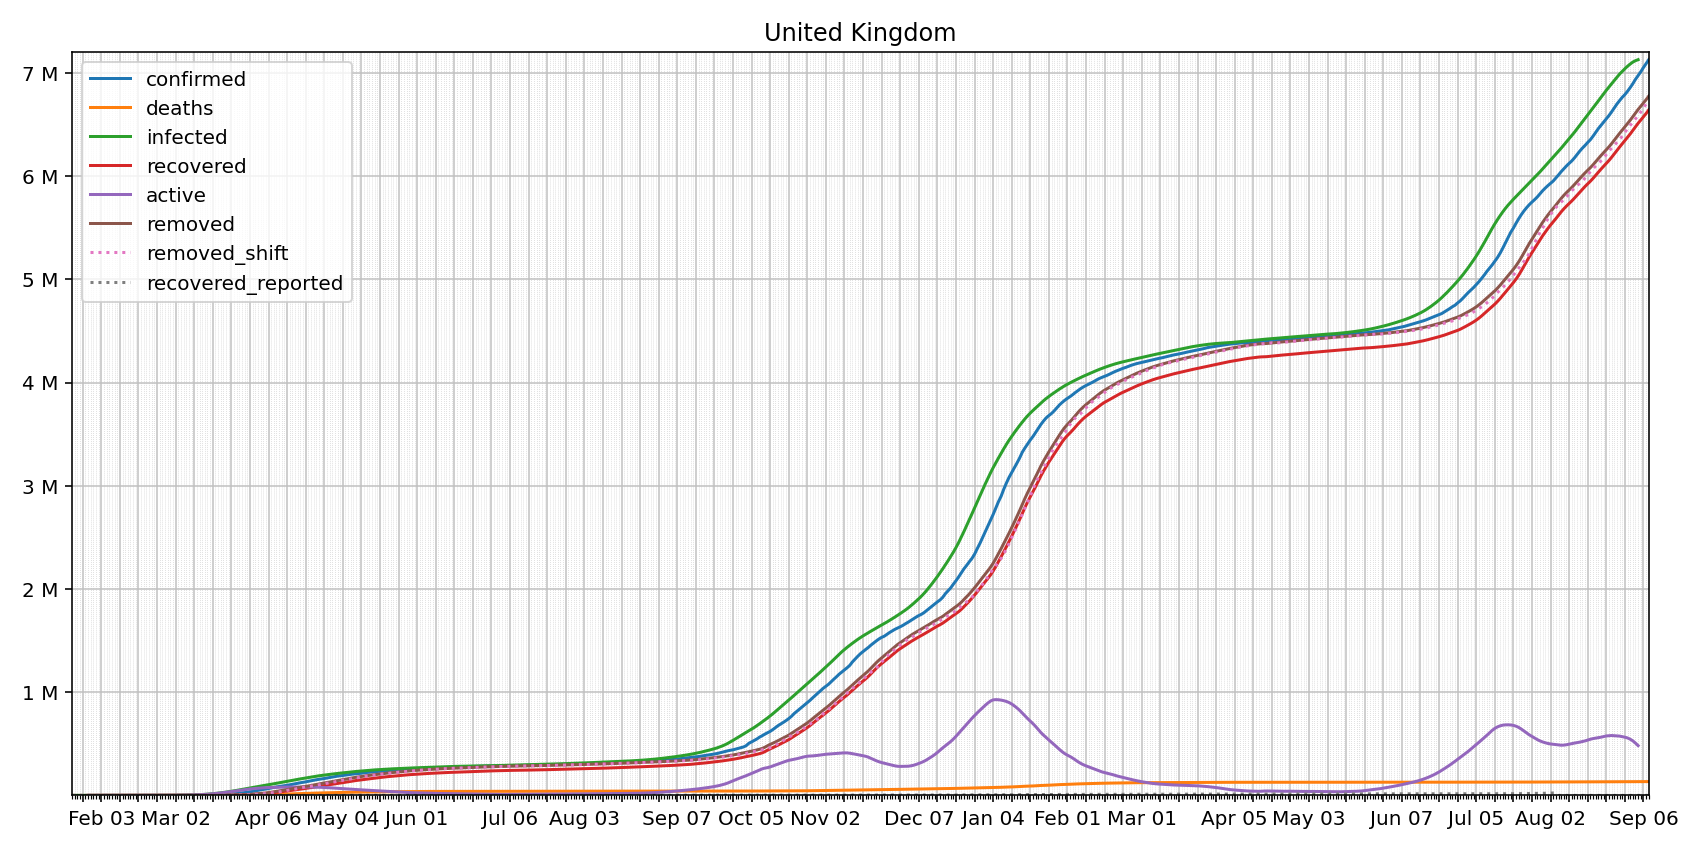 United Kingdom
7 M
6 M
5 M
4 M
3 M
2 M
1 M
confirmed
deaths
infected
recovered
active
removed
removed_shift
recovered_reported
Feb 03 Mar 02 Apr 06 May 04 Jun 01 Jul 06 Aug 03 Sep 07 Oct 05 Nov 02 Dec 07 Jan 04 Feb 01 Mar 01 Apr 05 May 03 Jun 07 Jul 05 Aug 02 Sep 06